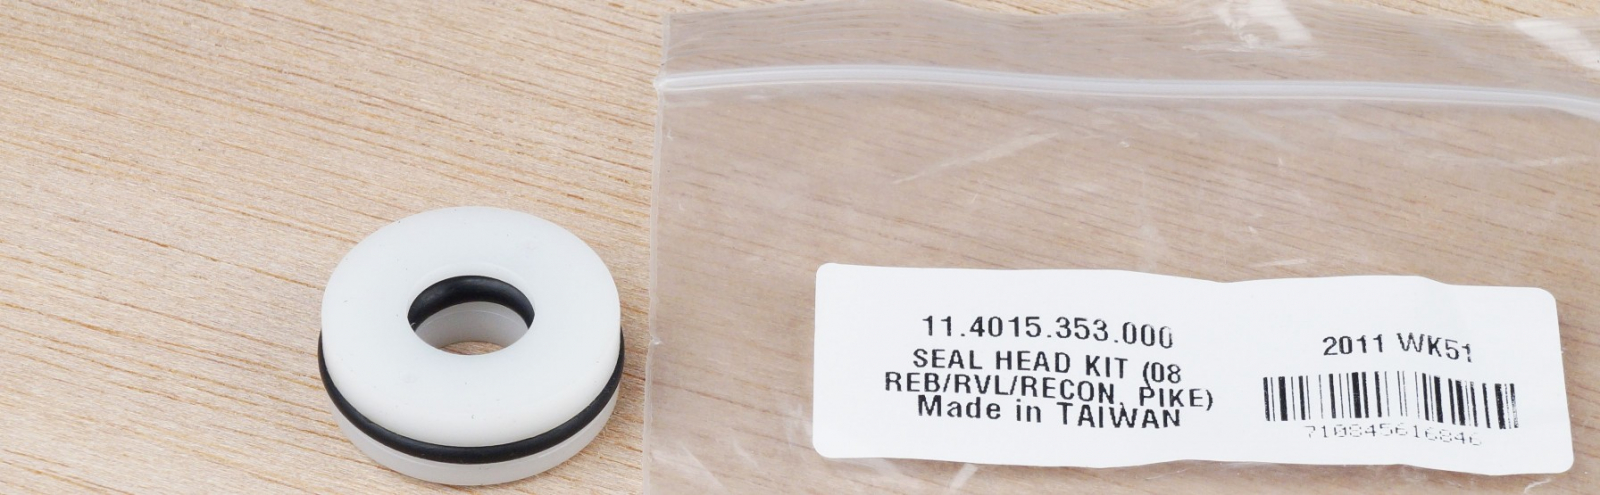 11.4015.353.000
SEAL HEAD KIT (08
REB/RVL/RECON, PIKE)
Made in TAIWAN
2011 WK51
710845616846